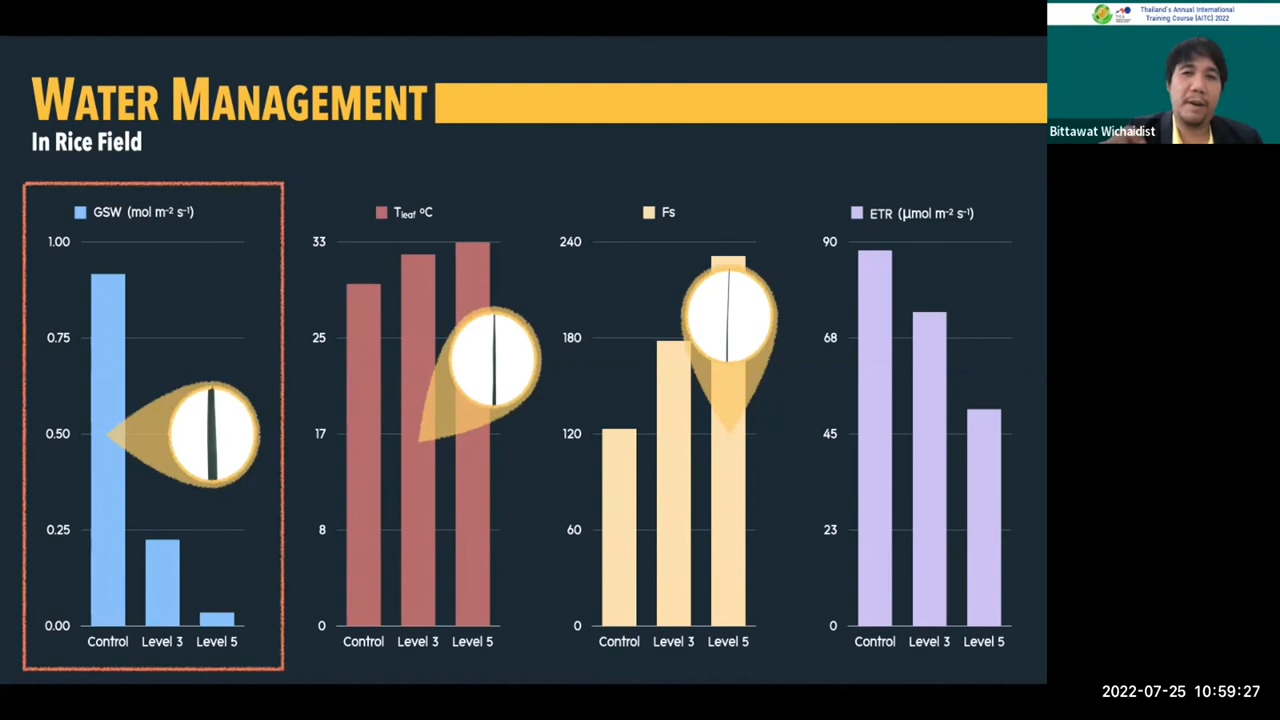 Thailand's Annual International
Training Course (AITC) 2022
Bittawat Wichaidist
WATER MANAGEMENT
In Rice Field
GSW (mol m⁻² s⁻¹)
1.00
0.75
0.50
0.25
0.00
Control Level 3 Level 5
Tleaf ºC
33
25
17
8
0
Control Level 3 Level 5
Fs
240
180
120
60
0
Control Level 3 Level 5
ETR (µmol m⁻² s⁻¹)
90
68
45
23
0
Control Level 3 Level 5
2022-07-25 10:59:27